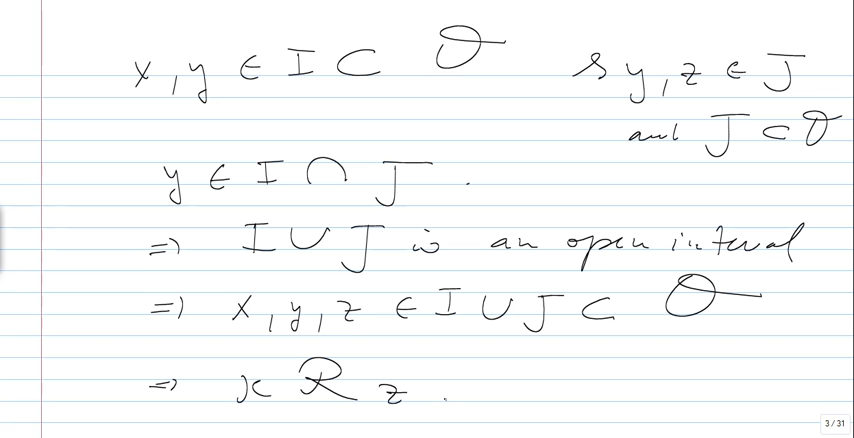 x, y ∈ I ⊂ 𝒪 & y, z ∈ J
and J ⊂ 𝒪
y ∈ I ∩ J.
⇒ I ∪ J is an open interval
⇒ x, y, z ∈ I ∪ J ⊂ 𝒪
⇒ x R z.
3 / 31